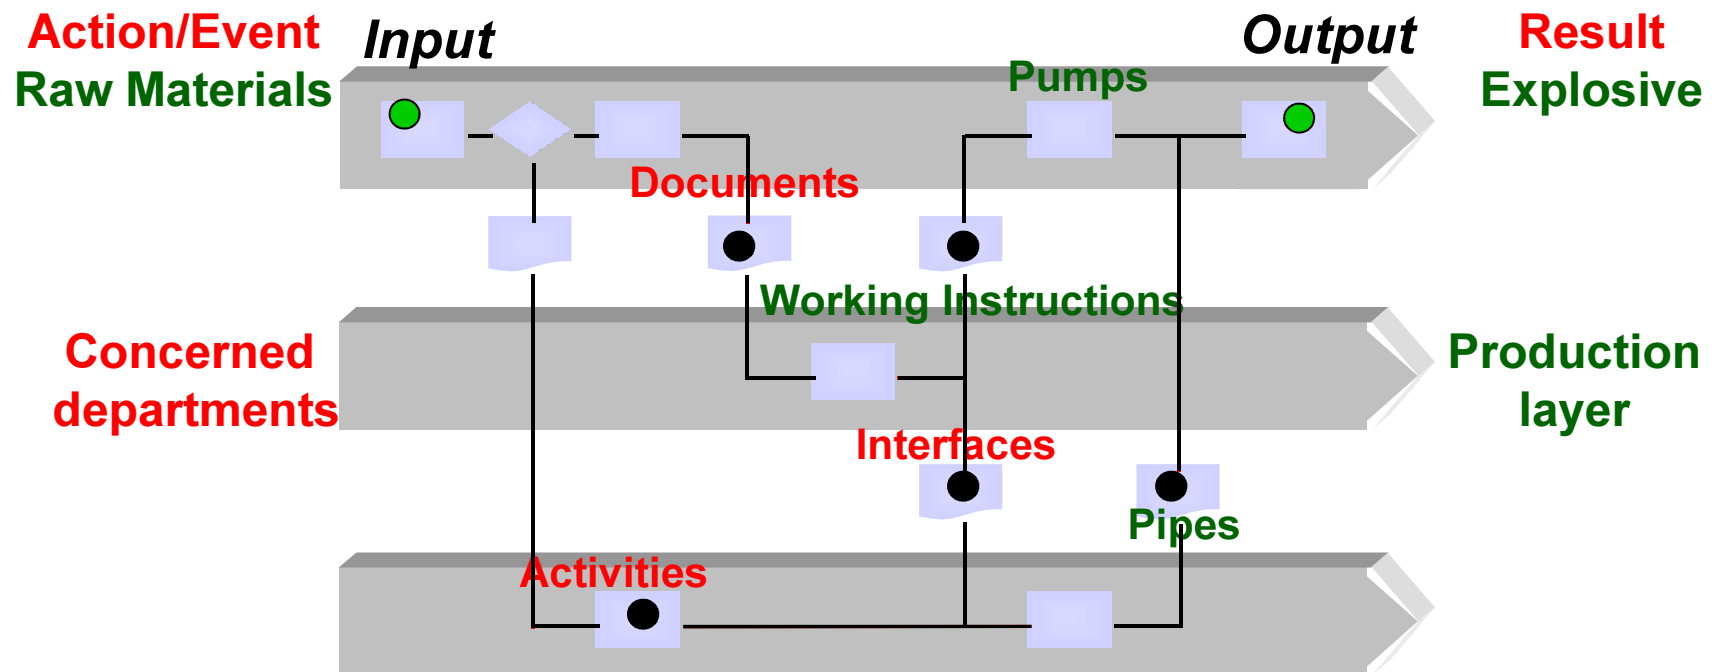 Action/Event
Raw Materials
Input
Output
Result
Explosive
Pumps
Documents
Working Instructions
Concerned
departments
Production
layer
Interfaces
Pipes
Activities